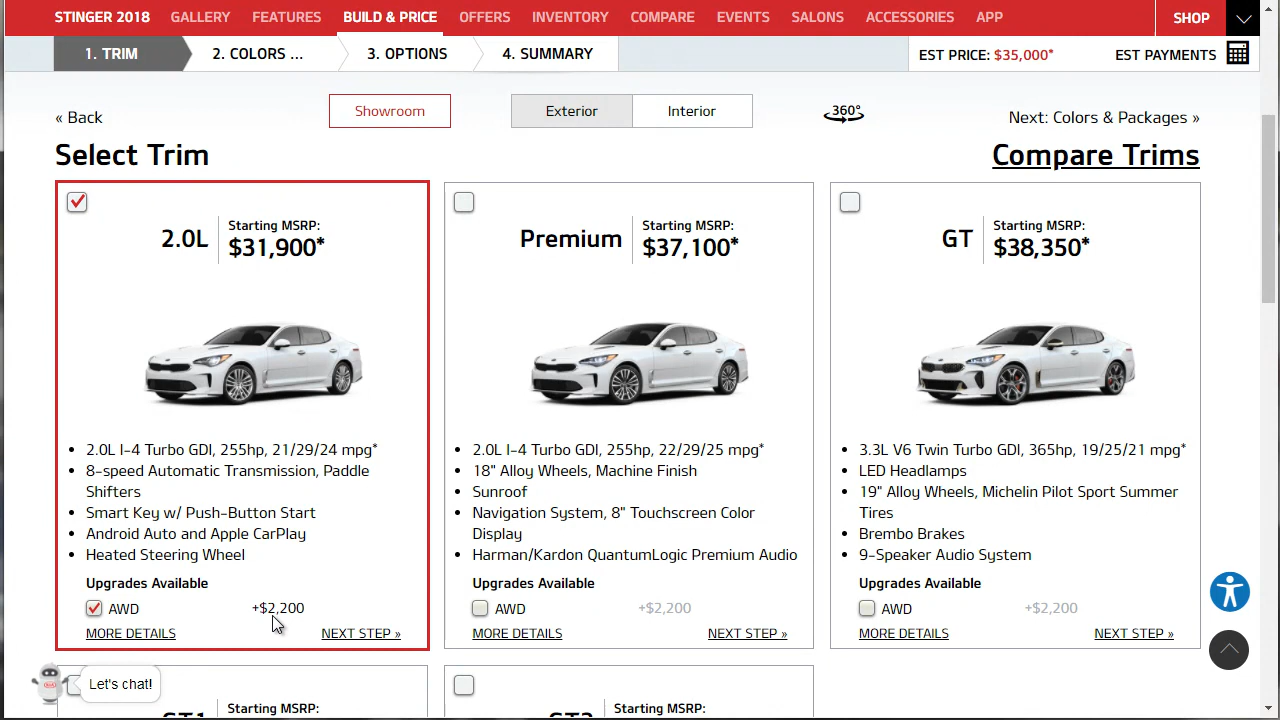 STINGER 2018 GALLERY FEATURES BUILD & PRICE OFFERS INVENTORY COMPARE EVENTS SALONS ACCESSORIES APP SHOP
1. TRIM 2. COLORS ... 3. OPTIONS 4. SUMMARY EST PRICE: $35,000* EST PAYMENTS
« Back Showroom Exterior Interior 360° Next: Colors & Packages »
Select Trim Compare Trims
2.0L
Starting MSRP:
$31,900*
2.0L I-4 Turbo GDI, 255hp, 21/29/24 mpg*
8-speed Automatic Transmission, Paddle
Shifters
Smart Key w/ Push-Button Start
Android Auto and Apple CarPlay
Heated Steering Wheel
Upgrades Available
AWD +$2,200
MORE DETAILS NEXT STEP »
Premium
Starting MSRP:
$37,100*
2.0L I-4 Turbo GDI, 255hp, 22/29/25 mpg*
18" Alloy Wheels, Machine Finish
Sunroof
Navigation System, 8" Touchscreen Color
Display
Harman/Kardon QuantumLogic Premium Audio
Upgrades Available
AWD +$2,200
MORE DETAILS NEXT STEP »
GT
Starting MSRP:
$38,350*
3.3L V6 Twin Turbo GDI, 365hp, 19/25/21 mpg*
LED Headlamps
19" Alloy Wheels, Michelin Pilot Sport Summer
Tires
Brembo Brakes
9-Speaker Audio System
Upgrades Available
AWD +$2,200
MORE DETAILS NEXT STEP »
Let's chat!
GT1
Starting MSRP:
GT2
Starting MSRP: